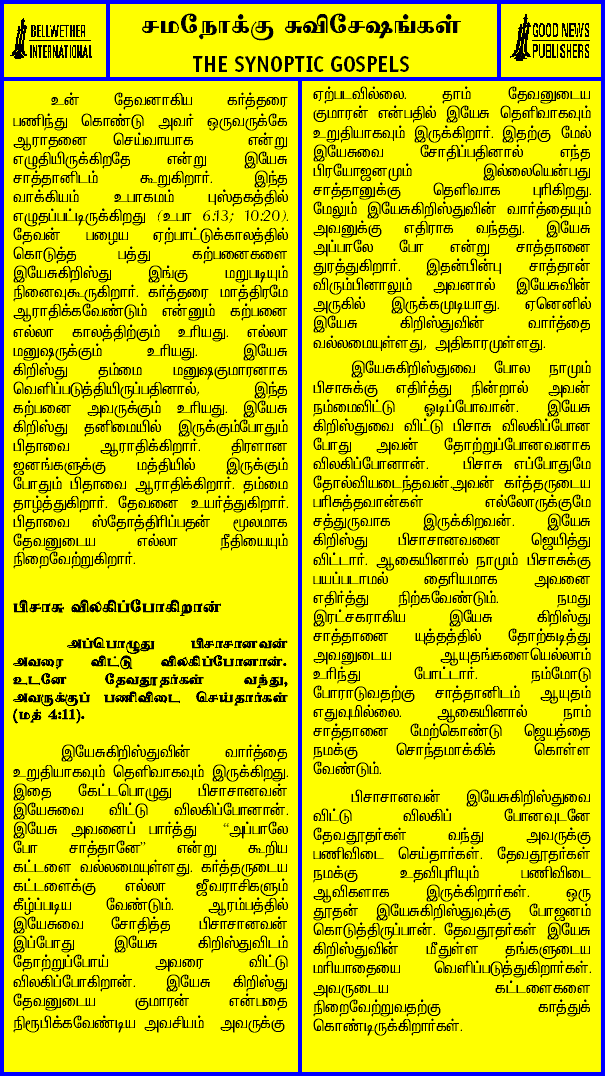 BELLWETHER
INTERNATIONAL
சமநோக்கு சுவிசேஷங்கள்
THE SYNOPTIC GOSPELS
GOOD NEWS
PUBLISHERS
உன் தேவனாகிய கர்த்தரை
பணிந்து கொண்டு அவர் ஒருவருக்கே
ஆராதனை செய்வாயாக என்று
எழுதியிருக்கிறதே என்று இயேசு
சாத்தானிடம் கூறுகிறார். இந்த
வாக்கியம் உபாகமம் புஸ்தகத்தில்
எழுதப்பட்டிருக்கிறது (உபா 6:13; 10:20).
தேவன் பழைய ஏற்பாட்டுக்காலத்தில்
கொடுத்த பத்து கற்பனைகளை
இயேசுகிறிஸ்து இங்கு மறுபடியும்
நினைவுகூருகிறார். கர்த்தரை மாத்திரமே
ஆராதிக்கவேண்டும் என்னும் கற்பனை
எல்லா காலத்திற்கும் உரியது. எல்லா
மனுஷருக்கும் உரியது. இயேசு
கிறிஸ்து தம்மை மனுஷகுமாரனாக
வெளிப்படுத்தியிருப்பதினால், இந்த
கற்பனை அவருக்கும் உரியது. இயேசு
கிறிஸ்து தனிமையில் இருக்கும்போதும்
பிதாவை ஆராதிக்கிறார். திரளான
ஜனங்களுக்கு மத்தியில் இருக்கும்
போதும் பிதாவை ஆராதிக்கிறார். தம்மை
தாழ்த்துகிறார். தேவனை உயர்த்துகிறார்.
பிதாவை ஸ்தோத்திரிப்பதன் மூலமாக
தேவனுடைய எல்லா நீதியையும்
நிறைவேற்றுகிறார்.
பிசாசு விலகிப்போகிறான்
அப்பொழுது பிசாசானவன்
அவரை விட்டு விலகிப்போனான்.
உடனே தேவதூதர்கள் வந்து,
அவருக்குப் பணிவிடை செய்தார்கள்
(மத் 4:11).
இயேசுகிறிஸ்துவின் வார்த்தை
உறுதியாகவும் தெளிவாகவும் இருக்கிறது.
இதை கேட்டபொழுது பிசாசானவன்
இயேசுவை விட்டு விலகிப்போனான்.
இயேசு அவனைப் பார்த்து “அப்பாலே
போ சாத்தானே” என்று கூறிய
கட்டளை வல்லமையுள்ளது. கர்த்தருடைய
கட்டளைக்கு எல்லா ஜீவராசிகளும்
கீழ்ப்படிய வேண்டும். ஆரம்பத்தில்
இயேசுவை சோதித்த பிசாசானவன்
இப்போது இயேசு கிறிஸ்துவிடம்
தோற்றுப்போய் அவரை விட்டு
விலகிப்போகிறான். இயேசு கிறிஸ்து
தேவனுடைய குமாரன் என்பதை
நிரூபிக்கவேண்டிய அவசியம் அவருக்கு
ஏற்படவில்லை. தாம் தேவனுடைய
குமாரன் என்பதில் இயேசு தெளிவாகவும்
உறுதியாகவும் இருக்கிறார். இதற்கு மேல்
இயேசுவை சோதிப்பதினால் எந்த
பிரயோஜனமும் இல்லையென்பது
சாத்தானுக்கு தெளிவாக புரிகிறது.
மேலும் இயேசுகிறிஸ்துவின் வார்த்தையும்
அவனுக்கு எதிராக வந்தது. இயேசு
அப்பாலே போ என்று சாத்தானை
துரத்துகிறார். இதன்பின்பு சாத்தான்
விரும்பினாலும் அவனால் இயேசுவின்
அருகில் இருக்கமுடியாது. ஏனெனில்
இயேசு கிறிஸ்துவின் வார்த்தை
வல்லமையுள்ளது, அதிகாரமுள்ளது.
இயேசுகிறிஸ்துவை போல நாமும்
பிசாசுக்கு எதிர்த்து நின்றால் அவன்
நம்மைவிட்டு ஓடிப்போவான். இயேசு
கிறிஸ்துவை விட்டு பிசாசு விலகிப்போன
போது அவன் தோற்றுப்போனவனாக
விலகிப்போனான். பிசாசு எப்போதுமே
தோல்வியடைந்தவன்.அவன் கர்த்தருடைய
பரிசுத்தவான்கள் எல்லோருக்குமே
சத்துருவாக இருக்கிறவன். இயேசு
கிறிஸ்து பிசாசானவனை ஜெயித்து
விட்டார். ஆகையினால் நாமும் பிசாசுக்கு
பயப்படாமல் தைரியமாக அவனை
எதிர்த்து நிற்கவேண்டும். நமது
இரட்சகராகிய இயேசு கிறிஸ்து
சாத்தானை யுத்தத்தில் தோற்கடித்து
அவனுடைய ஆயுதங்களையெல்லாம்
உரிந்து போட்டார். நம்மோடு
போராடுவதற்கு சாத்தானிடம் ஆயுதம்
எதுவுமில்லை. ஆகையினால் நாம்
சாத்தானை மேற்கொண்டு ஜெயத்தை
நமக்கு சொந்தமாக்கிக் கொள்ள
வேண்டும்.
பிசாசானவன் இயேசுகிறிஸ்துவை
விட்டு விலகிப் போனவுடனே
தேவதூதர்கள் வந்து அவருக்கு
பணிவிடை செய்தார்கள். தேவதூதர்கள்
நமக்கு உதவிபுரியும் பணிவிடை
ஆவிகளாக இருக்கிறார்கள். ஒரு
தூதன் இயேசுகிறிஸ்துவுக்கு போஜனம்
கொடுத்திருப்பான். தேவதூதர்கள் இயேசு
கிறிஸ்துவின் மீதுள்ள தங்களுடைய
மரியாதையை வெளிப்படுத்துகிறார்கள்.
அவருடைய கட்டளைகளை
நிறைவேற்றுவதற்கு காத்துக்
கொண்டிருக்கிறார்கள்.